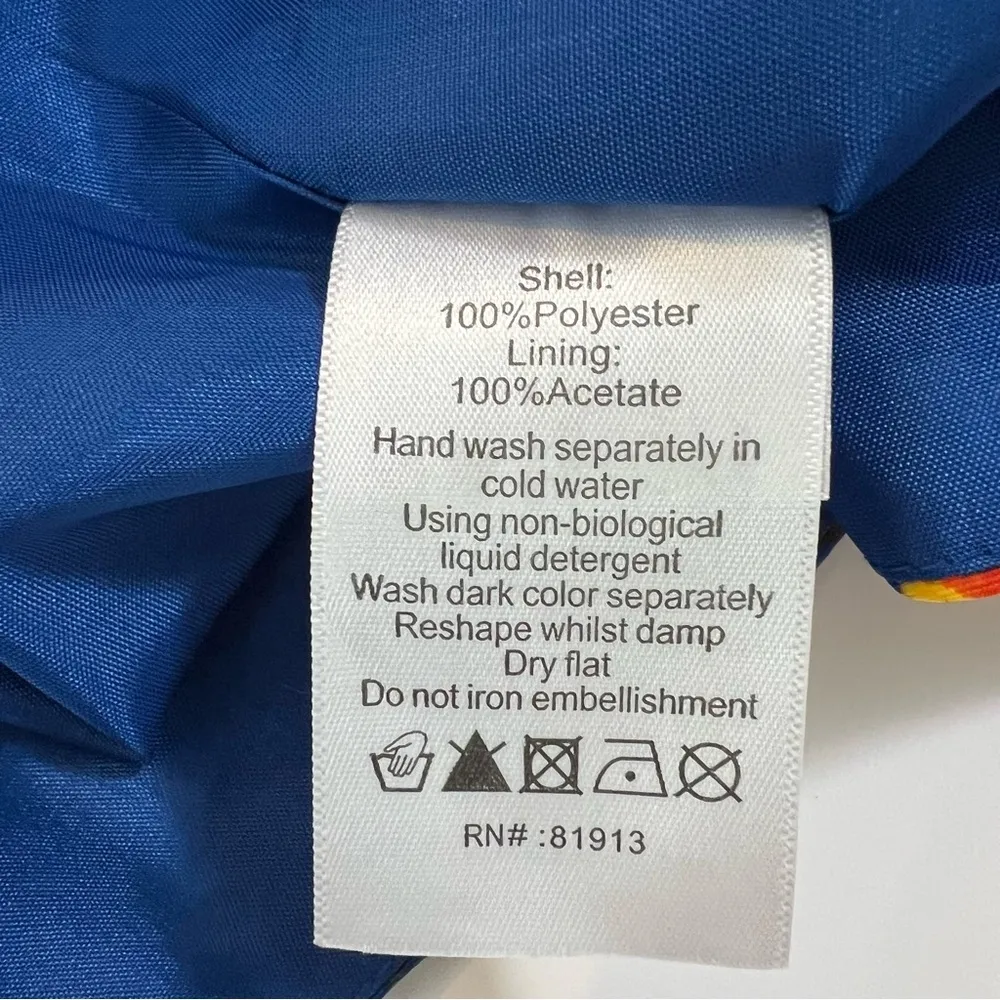 Shell:
100%Polyester
Lining:
100%Acetate
Hand wash separately in
cold water
Using non-biological
liquid detergent
Wash dark color separately
Reshape whilst damp
Dry flat
Do not iron embellishment
RN# :81913